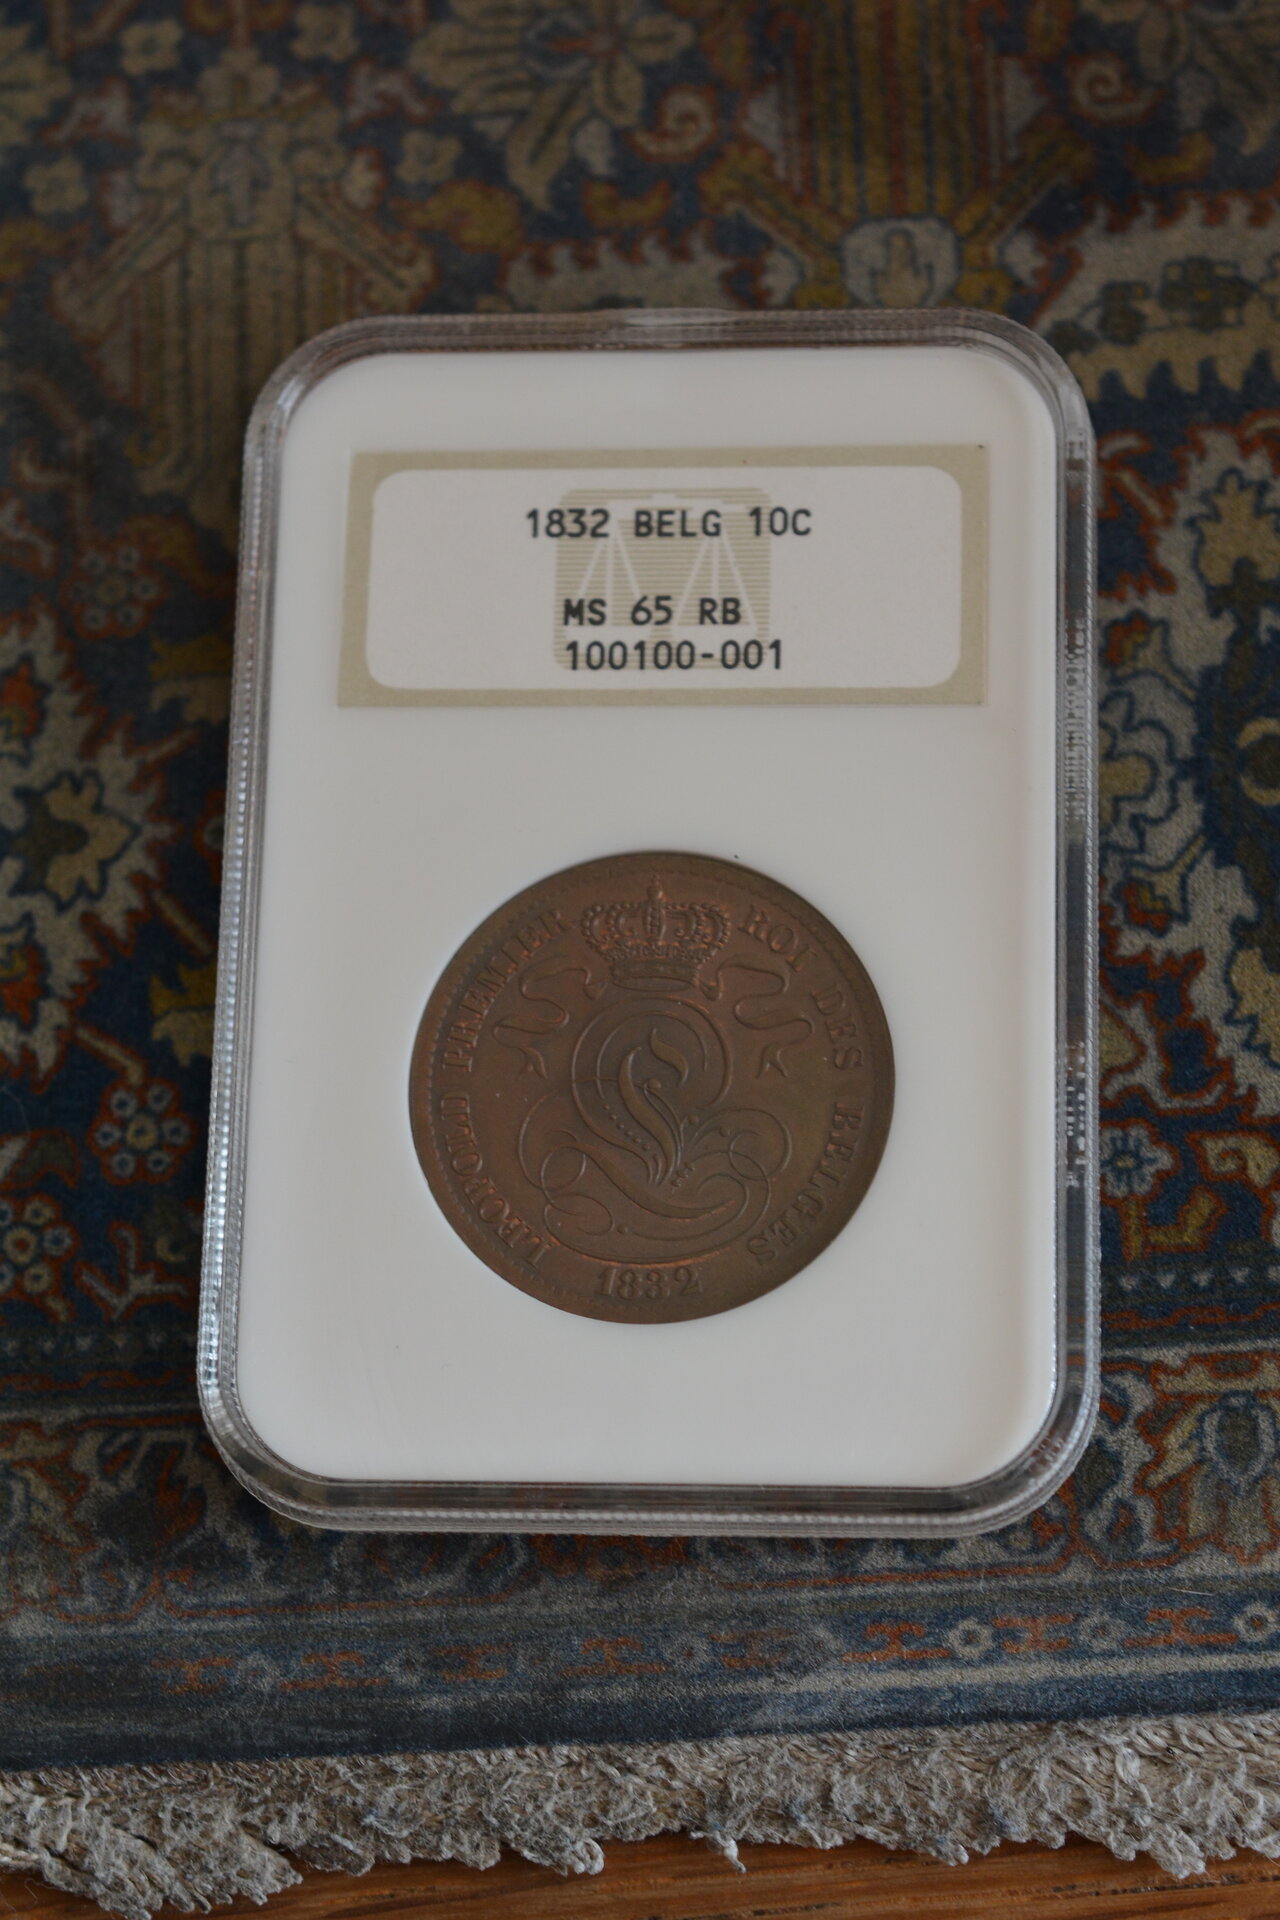 1832 BELG 10C
MS 65 RB
100100-001
LEOPOLD PREMIER ROI DES BELGES
1832